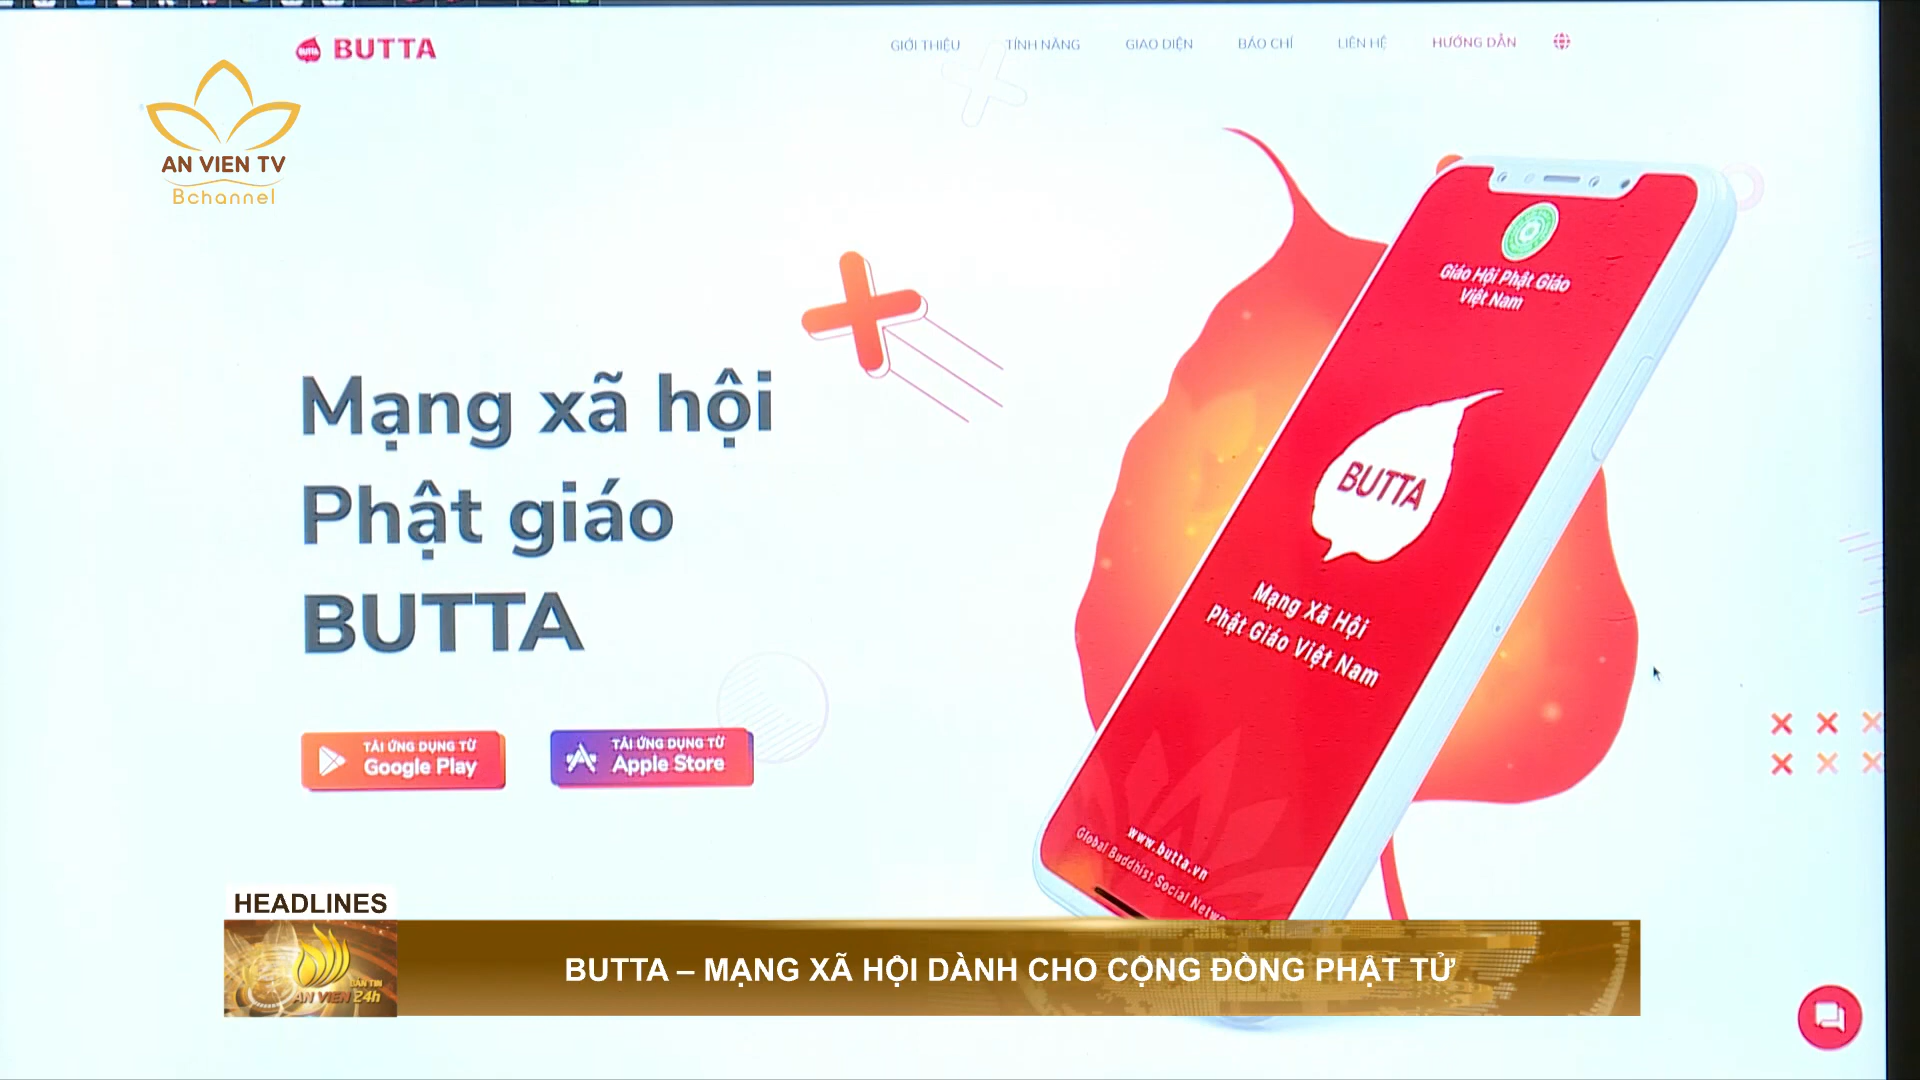 BUTTA
BUTTA
GIỚI THIỆU
TÍNH NĂNG
GIAO DIỆN
BÁO CHÍ
LIÊN HỆ
HƯỚNG DẪN
AN VIEN TV
Bchannel
Giáo Hội Phật Giáo
Việt Nam
Mạng xã hội
Phật giáo
BUTTA
BUTTA
Mạng Xã Hội
Phật Giáo Việt Nam
TẢI ỨNG DỤNG TỪ
Google Play
TẢI ỨNG DỤNG TỪ
Apple Store
www.butta.vn
Global Buddhist Social
HEADLINES
BẢN TIN
AN VIEN 24h
BUTTA – MẠNG XÃ HỘI DÀNH CHO CỘNG ĐỒNG PHẬT TỬ